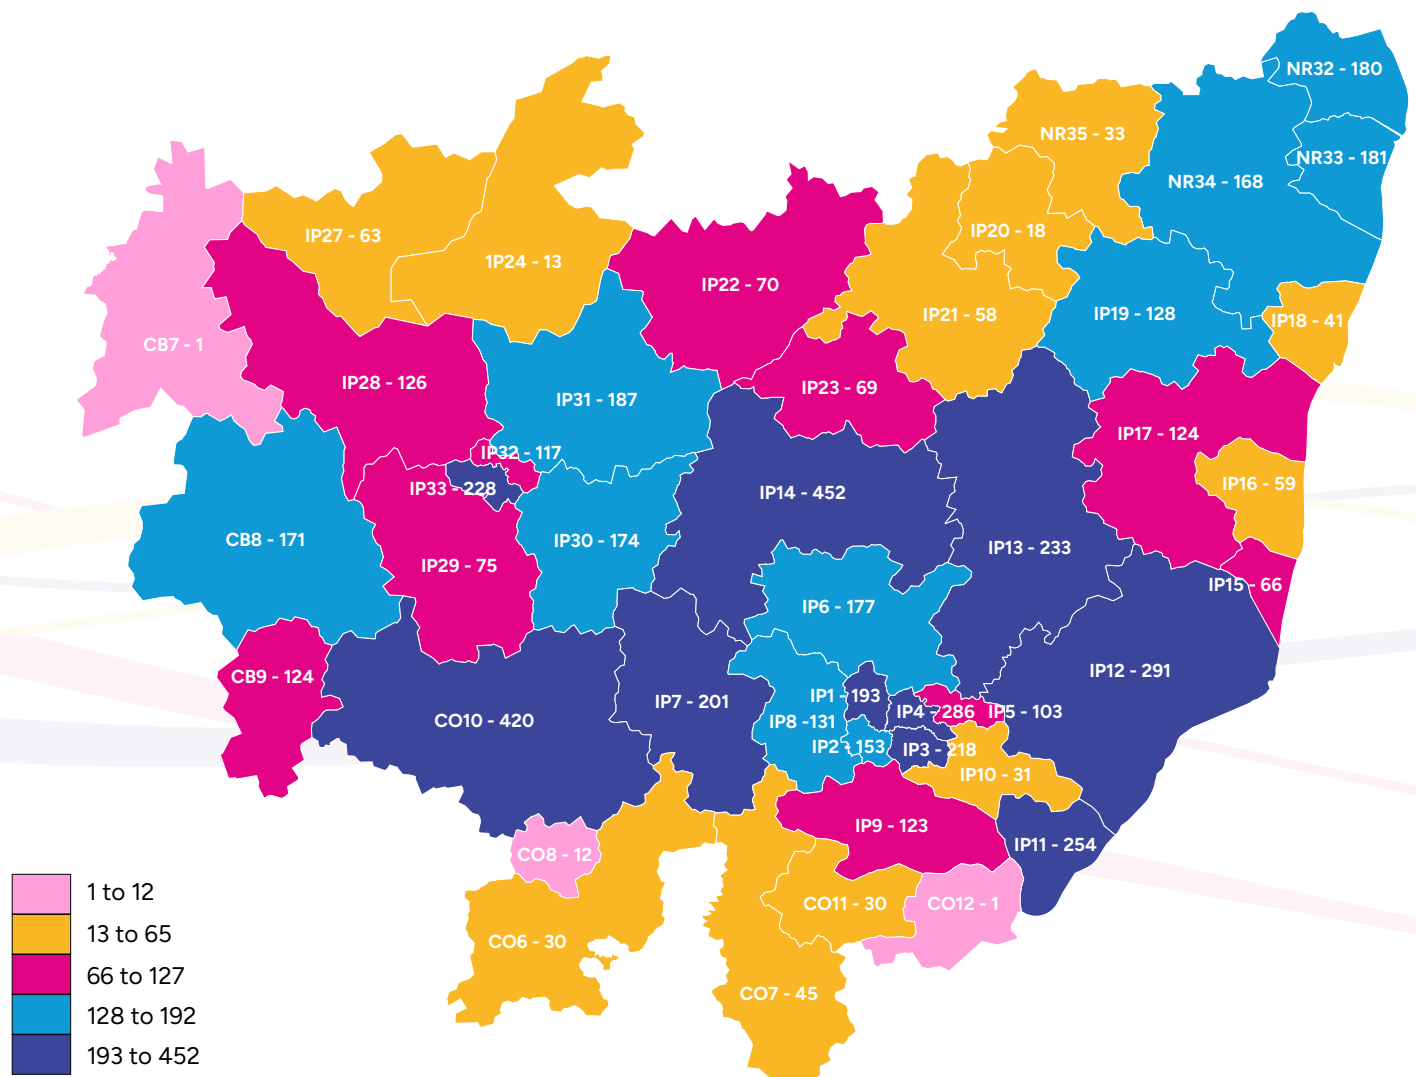 NR32 - 180
NR35 - 33
NR33 - 181
NR34 - 168
IP27 - 63
IP20 - 18
1P24 - 13
IP22 - 70
IP21 - 58
IP19 - 128
IP18 - 41
CB7 - 1
IP28 - 126
IP23 - 69
IP31 - 187
IP17 - 124
IP32 - 117
IP16 - 59
IP33 - 228
IP14 - 452
CB8 - 171
IP30 - 174
IP13 - 233
IP29 - 75
IP15 - 66
IP6 - 177
IP12 - 291
CB9 - 124
IP1 - 193
IP7 - 201
IP4 - 286
IP5 - 103
CO10 - 420
IP8 -131
IP2 - 153
IP3 - 218
IP10 - 31
IP9 - 123
IP11 - 254
CO8 - 12
CO11 - 30
CO12 - 1
CO6 - 30
CO7 - 45
1 to 12
13 to 65
66 to 127
128 to 192
193 to 452